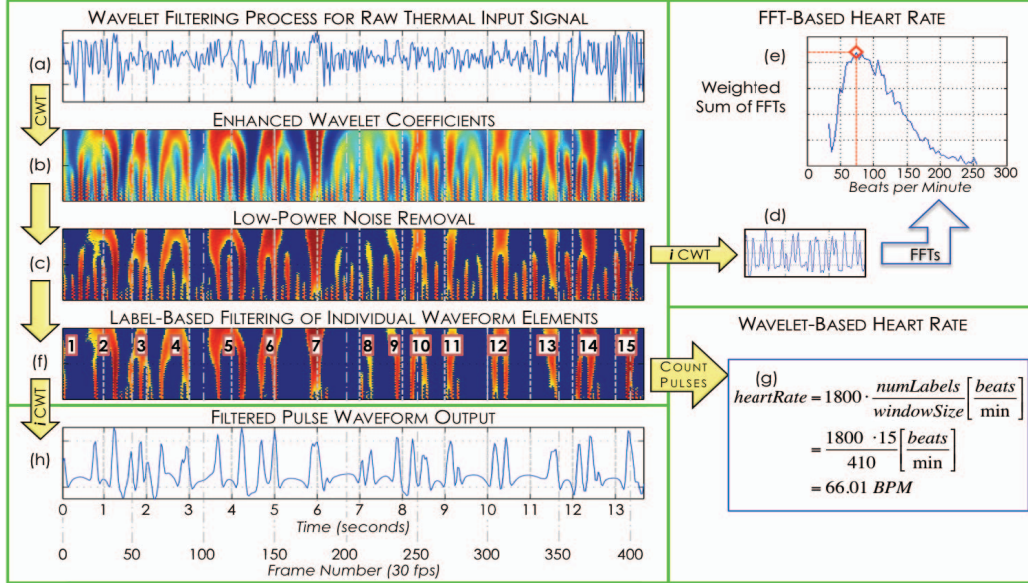 WAVELET FILTERING PROCESS FOR RAW THERMAL INPUT SIGNAL
(a)
CWT
ENHANCED WAVELET COEFFICIENTS
(b)
LOW-POWER NOISE REMOVAL
(c)
LABEL-BASED FILTERING OF INDIVIDUAL WAVEFORM ELEMENTS
(f)
1 2 3 4 5 6 7 8 9 10 11 12 13 14 15
i CWT
FILTERED PULSE WAVEFORM OUTPUT
(h)
0 1 2 3 4 5 6 7 8 9 10 11 12 13
Time (seconds)
0 50 100 150 200 250 300 350 400
Frame Number (30 fps)
FFT-BASED HEART RATE
(e)
Weighted
Sum of FFTs
0 50 100 150 200 250 300
Beats per Minute
(d)
i CWT
FFTs
WAVELET-BASED HEART RATE
COUNT
PULSES
(g)
heartRate = 1800 · numLabels/windowSize [beats/min]
= 1800 ·15/410 [beats/min]
= 66.01 BPM